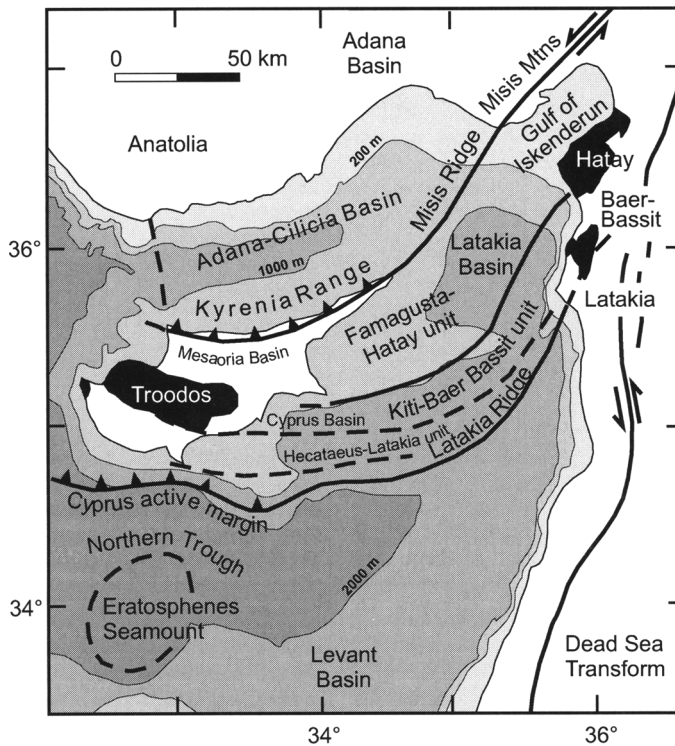 0 50 km
Adana
Basin
Misis Mtns
Anatolia
200 m
Gulf of
Iskenderun
Hatay
Misis Ridge
Baer-
Bassit
36°
Adana-Cilicia Basin
1000 m
Latakia
Basin
Kyrenia Range
Latakia
Famagusta-
Hatay unit
Mesaoria Basin
Troodos
Kiti-Baer Bassit unit
Cyprus Basin
Latakia Ridge
Hecataeus-Latakia unit
Cyprus active
margin
Northern Trough
2000 m
34°
Eratosphenes
Seamount
Levant
Basin
Dead Sea
Transform
34°
36°